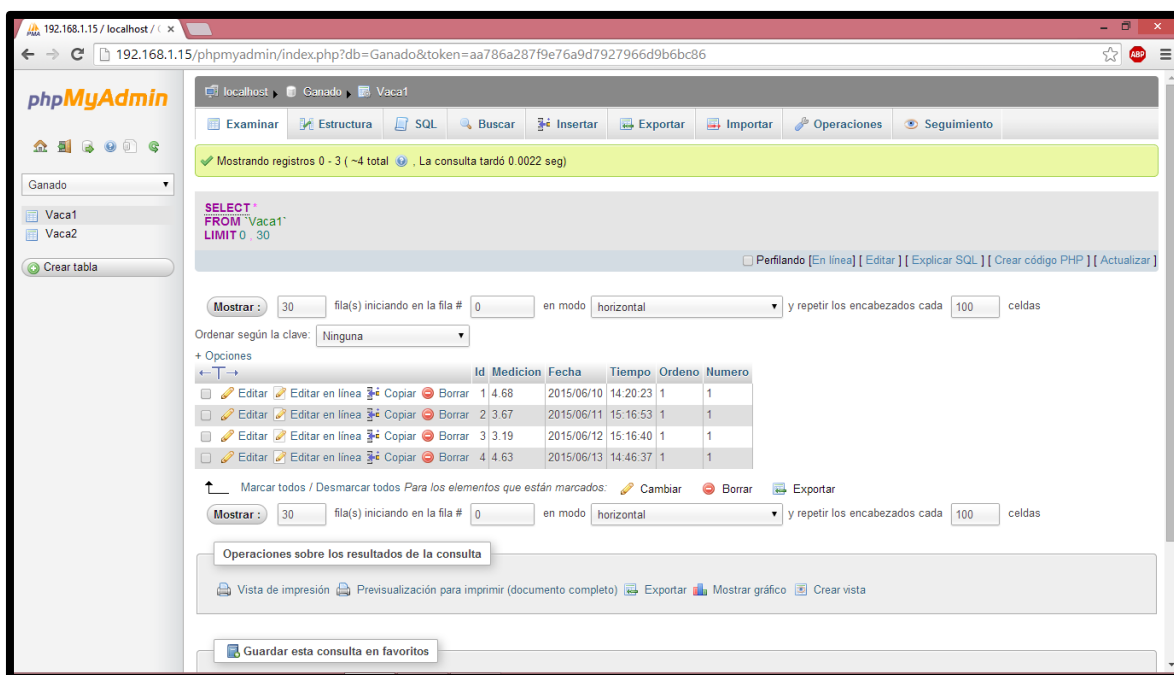 192.168.1.15 / localhost / (
192.168.1.15/phpmyadmin/index.php?db=Ganado&token=aa786a287f9e76a9d7927966d9b6bc86
ABP
PMA
phpMyAdmin
Ganado
Vaca1
Vaca2
Crear tabla
localhost Ganado Vaca1
Examinar Estructura SQL Buscar Insertar Exportar Importar Operaciones Seguimiento
Mostrando registros 0 - 3 ( ~4 total , La consulta tardó 0.0022 seg)
SELECT *
FROM `Vaca1`
LIMIT 0 , 30
Perfilando [En línea] [ Editar ] [ Explicar SQL ] [ Crear código PHP ] [ Actualizar ]
Mostrar : 30 fila(s) iniciando en la fila # 0 en modo horizontal y repetir los encabezados cada 100 celdas
Ordenar según la clave: Ninguna
+ Opciones
←T→ Id Medicion Fecha Tiempo Ordeno Numero
Editar Editar en línea Copiar Borrar 1 4.68 2015/06/10 14:20:23 1 1
Editar Editar en línea Copiar Borrar 2 3.67 2015/06/11 15:16:53 1 1
Editar Editar en línea Copiar Borrar 3 3.19 2015/06/12 15:16:40 1 1
Editar Editar en línea Copiar Borrar 4 4.63 2015/06/13 14:46:37 1 1
Marcar todos / Desmarcar todos Para los elementos que están marcados: Cambiar Borrar Exportar
Mostrar : 30 fila(s) iniciando en la fila # 0 en modo horizontal y repetir los encabezados cada 100 celdas
Operaciones sobre los resultados de la consulta
Vista de impresión Previsualización para imprimir (documento completo) Exportar Mostrar gráfico Crear vista
Guardar esta consulta en favoritos